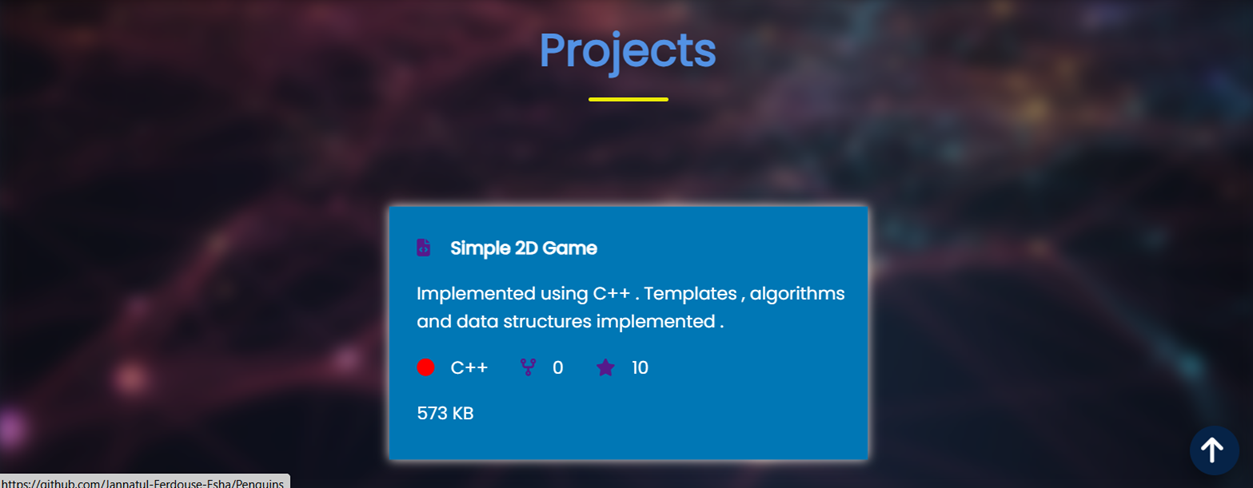 Projects
Simple 2D Game
Implemented using C++ . Templates , algorithms
and data structures implemented .
C++ 0 10
573 KB
https://github.com/Jannatul-Ferdouse-Esha/Penguins